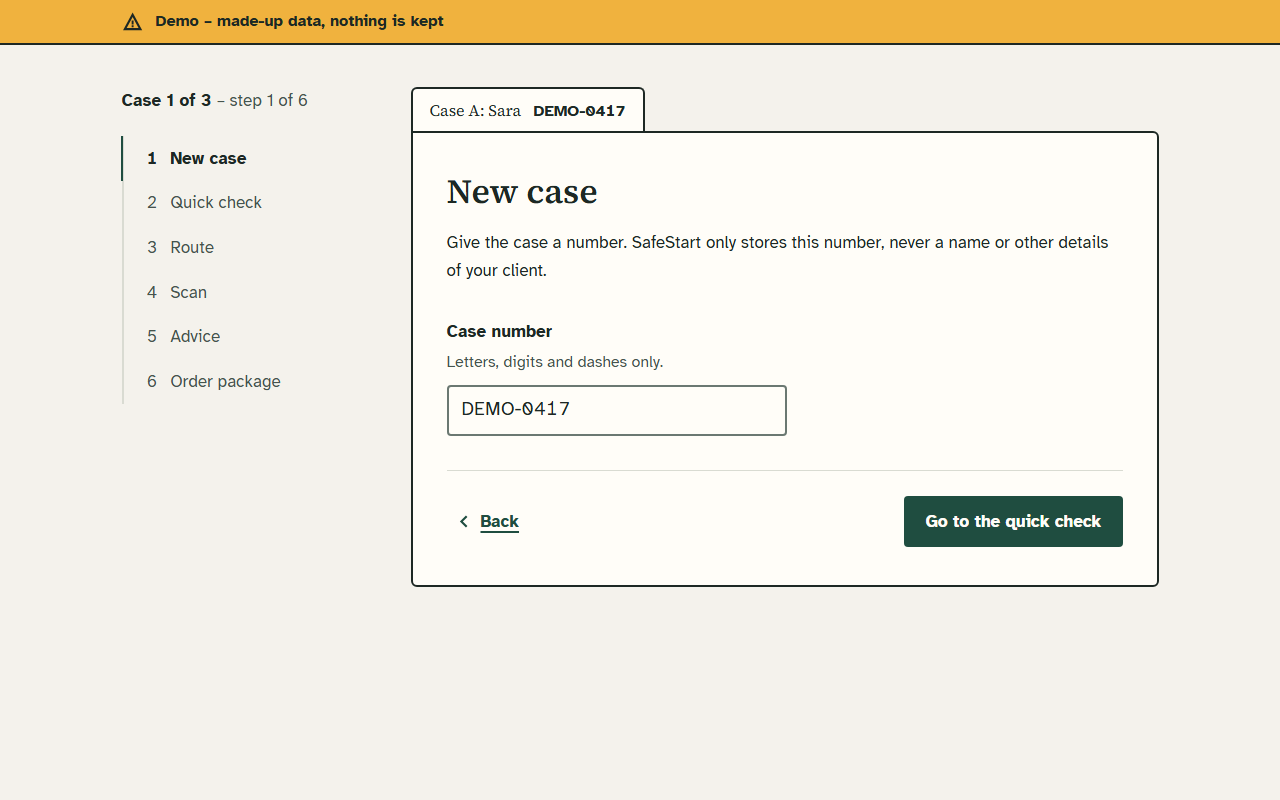 Demo – made-up data, nothing is kept
Case 1 of 3 – step 1 of 6
1 New case
2 Quick check
3 Route
4 Scan
5 Advice
6 Order package
Case A: Sara DEMO-0417
New case
Give the case a number. SafeStart only stores this number, never a name or other details
of your client.
Case number
Letters, digits and dashes only.
DEMO-0417
Back
Go to the quick check